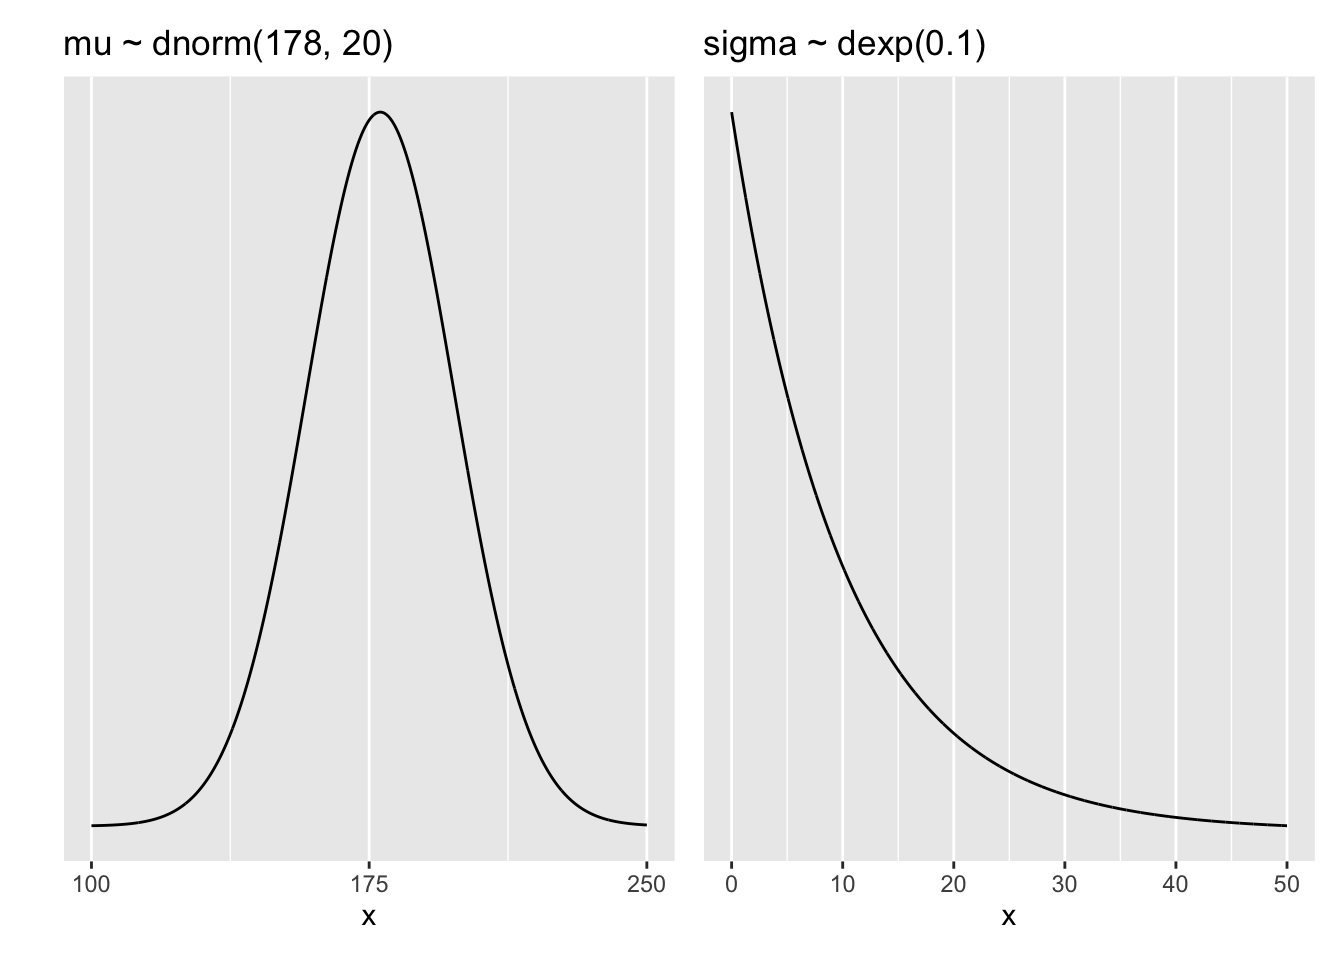 mu ~ dnorm(178, 20)
100 175 250
x
sigma ~ dexp(0.1)
0 10 20 30 40 50
x